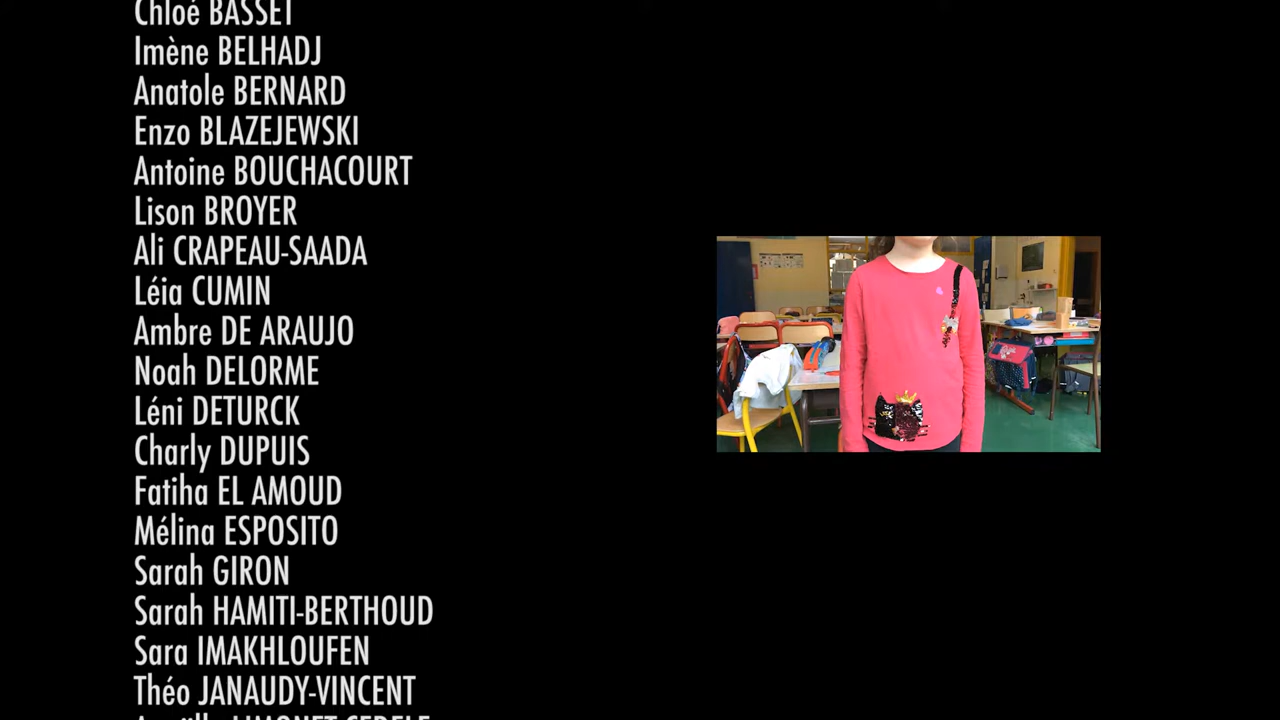 Chloé BASSET
Imène BELHADJ
Anatole BERNARD
Enzo BLAZEJEWSKI
Antoine BOUCHACOURT
Lison BROYER
Ali CRAPEAU-SAADA
Léia CUMIN
Ambre DE ARAUJO
Noah DELORME
Léni DETURCK
Charly DUPUIS
Fatiha EL AMOUD
Mélina ESPOSITO
Sarah GIRON
Sarah HAMITI-BERTHOUD
Sara IMAKHLOUFEN
Théo JANAUDY-VINCENT